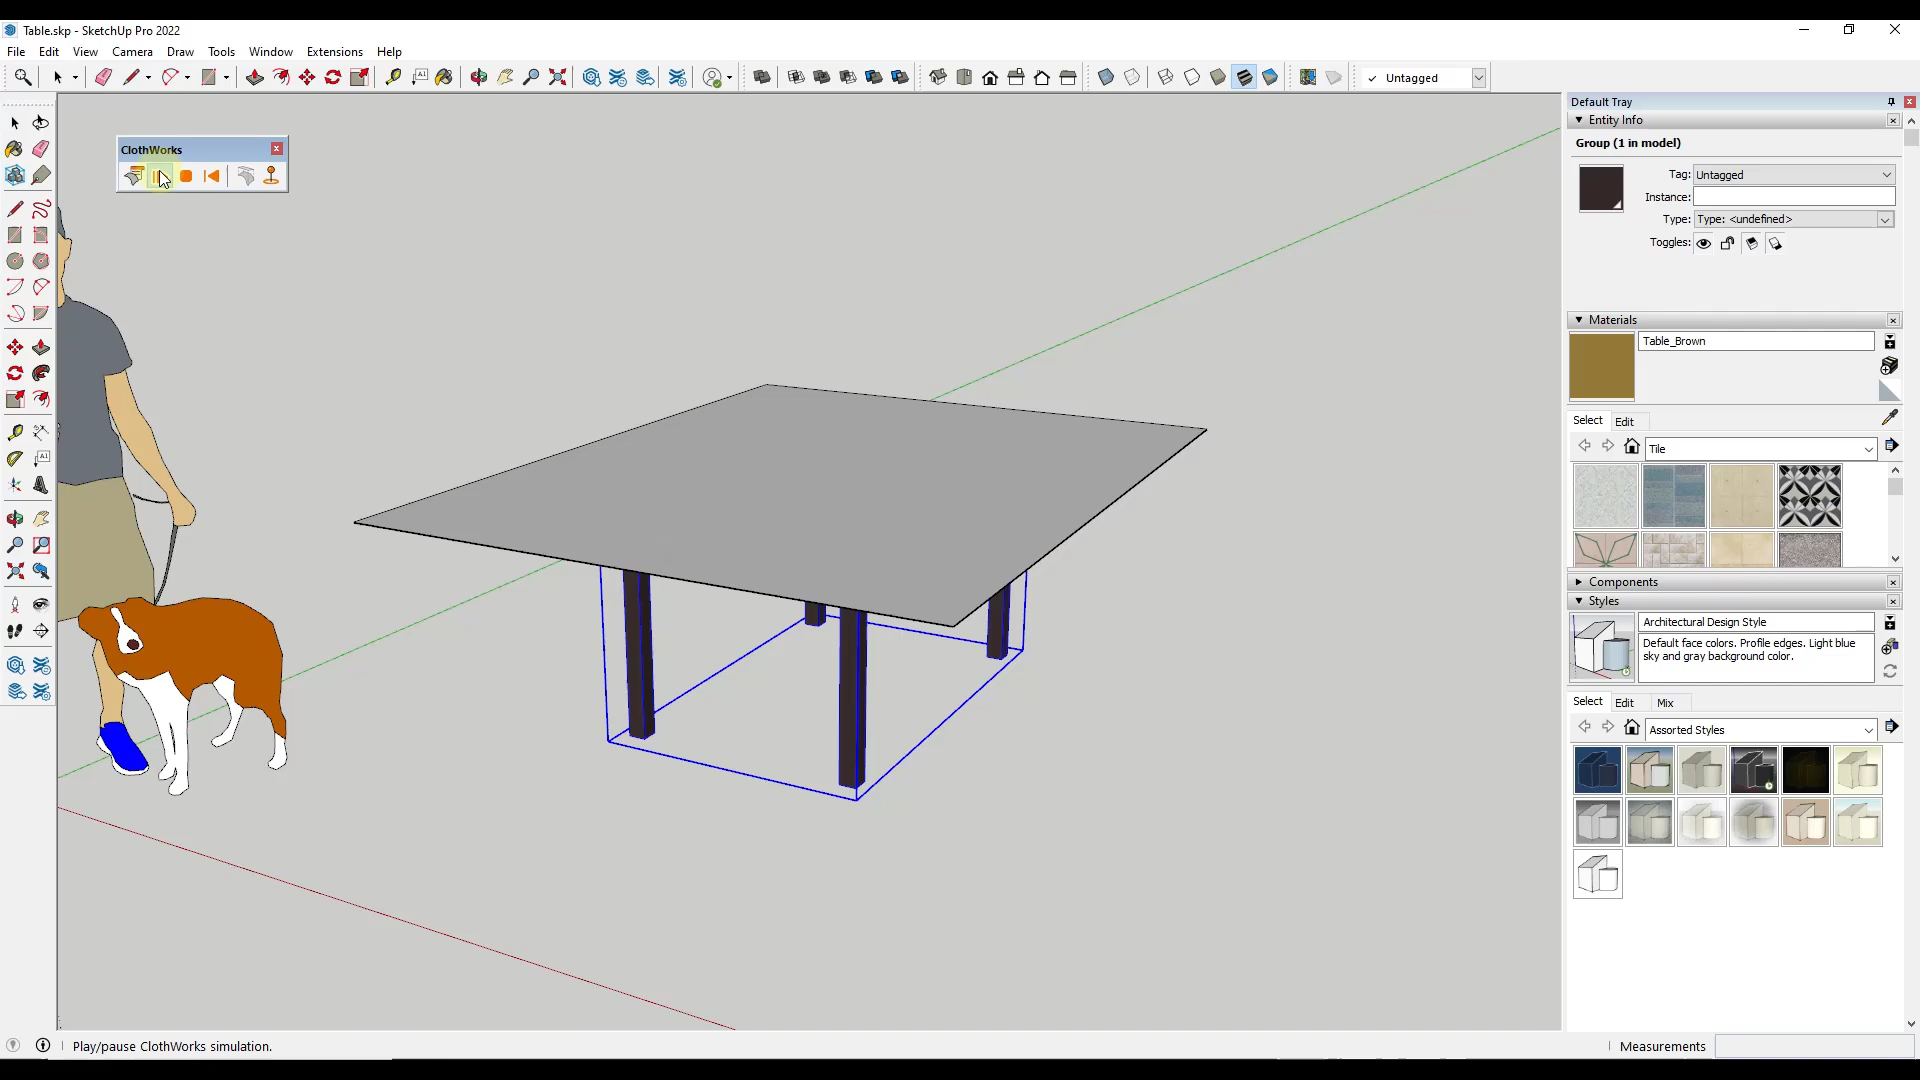 Table.skp - SketchUp Pro 2022
File Edit View Camera Draw Tools Window Extensions Help
Untagged
ClothWorks
Default Tray
Entity Info
Group (1 in model)
Tag: Untagged
Instance:
Type: Type: <undefined>
Toggles:
Materials
Table_Brown
Select Edit
Tile
Components
Styles
Architectural Design Style
Default face colors. Profile edges. Light blue
sky and gray background color.
Select Edit Mix
Assorted Styles
Play/pause ClothWorks simulation.
Measurements